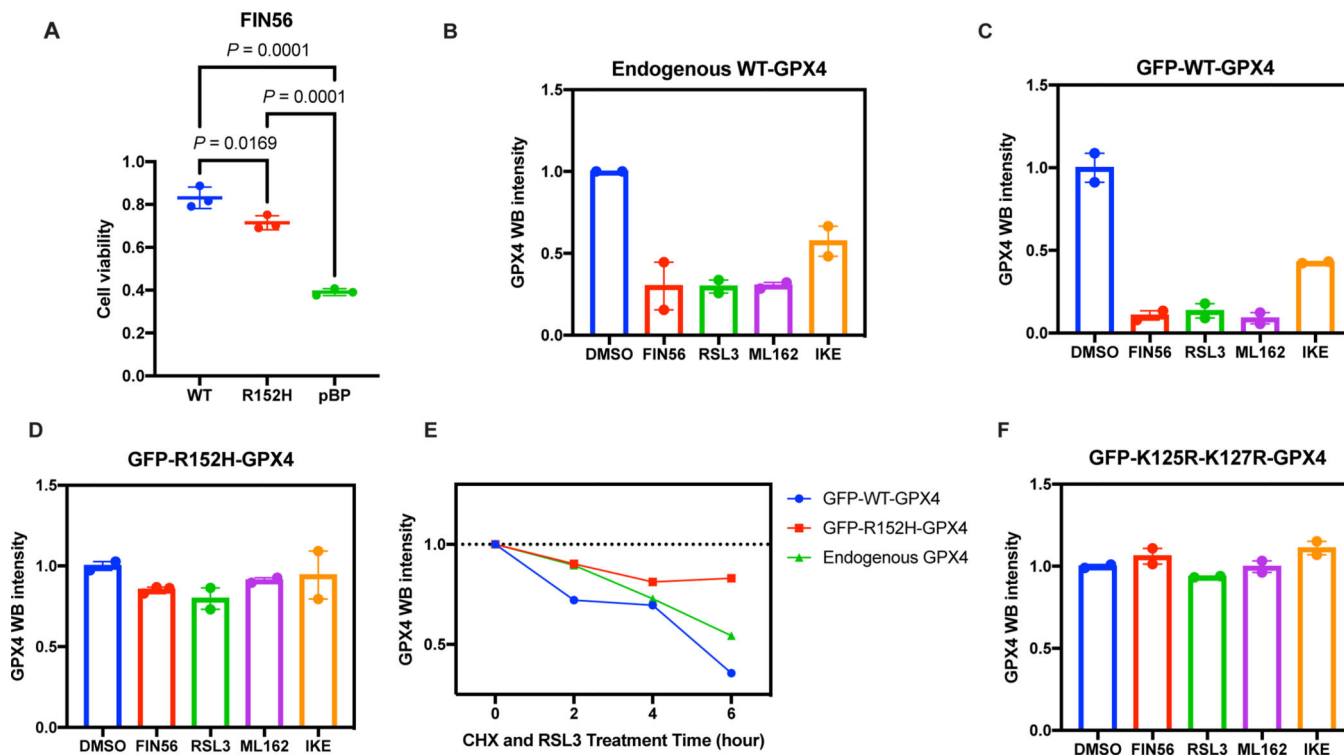 A
FIN56
P = 0.0001
P = 0.0001
P = 0.0169
Cell viability
1.0
0.8
0.6
0.4
0.2
0.0
WT R152H pBP
B
Endogenous WT-GPX4
GPX4 WB intensity
1.5
1.0
0.5
0.0
DMSO FIN56 RSL3 ML162 IKE
C
GFP-WT-GPX4
GPX4 WB intensity
1.5
1.0
0.5
0.0
DMSO FIN56 RSL3 ML162 IKE
D
GFP-R152H-GPX4
GPX4 WB intensity
1.5
1.0
0.5
0.0
DMSO FIN56 RSL3 ML162 IKE
E
GPX4 WB intensity
1.0
0.5
0 2 4 6
CHX and RSL3 Treatment Time (hour)
GFP-WT-GPX4
GFP-R152H-GPX4
Endogenous GPX4
F
GFP-K125R-K127R-GPX4
GPX4 WB intensity
1.5
1.0
0.5
0.0
DMSO FIN56 RSL3 ML162 IKE